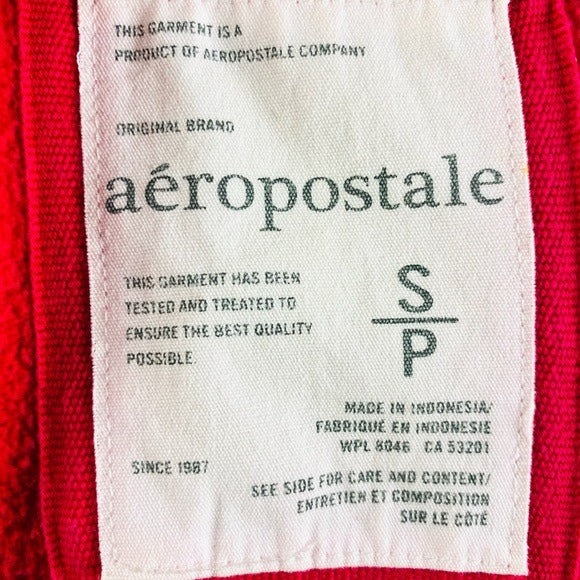 THIS GARMENT IS A
PRODUCT OF AEROPOSTALE COMPANY
ORIGINAL BRAND
aéropostale
THIS GARMENT HAS BEEN
TESTED AND TREATED TO
ENSURE THE BEST QUALITY
POSSIBLE.
S
P
MADE IN INDONESIA/
FABRIQUÉ EN INDONESIE
WPL 8046 CA 53201
SINCE 1987
SEE SIDE FOR CARE AND CONTENT/
ENTRETIEN ET COMPOSITION
SUR LE CÔTÉ